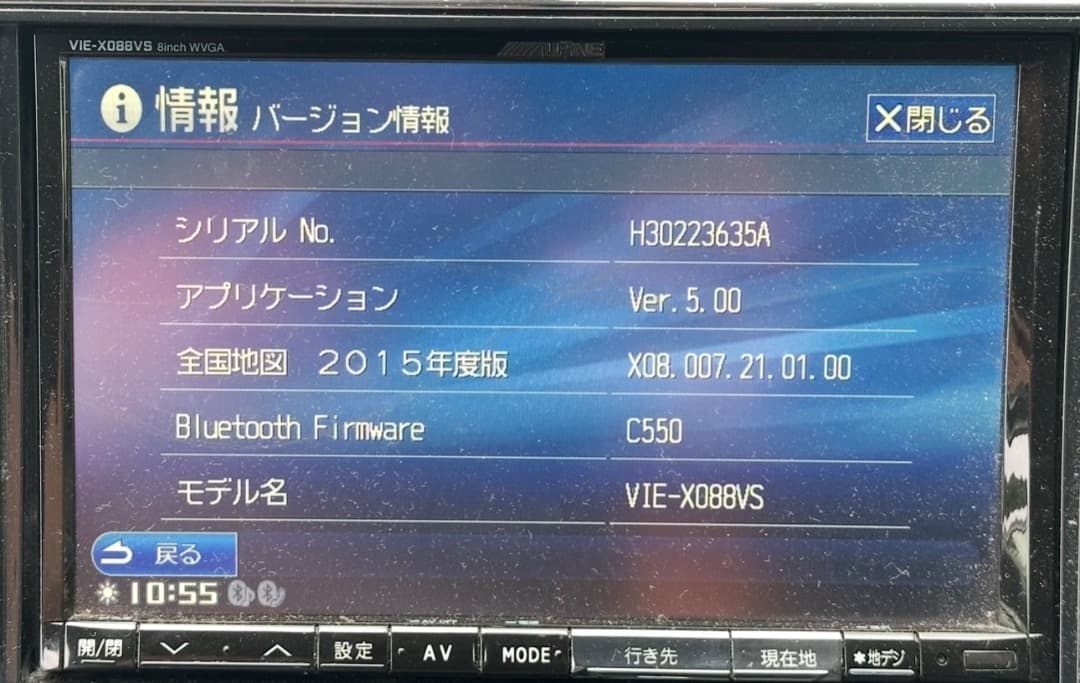 VIE-X088VS 8inch WVGA ALPINE
情報 バージョン情報 ×閉じる
シリアル No. H30223635A
アプリケーション Ver. 5. 00
全国地図　２０１５年度版 X08. 007. 21. 01. 00
Bluetooth Firmware C550
モデル名 VIE-X088VS
戻る
10:55
AV OFF
開/閉 設定 AV MODE 行き先 現在地 ✱地デジ